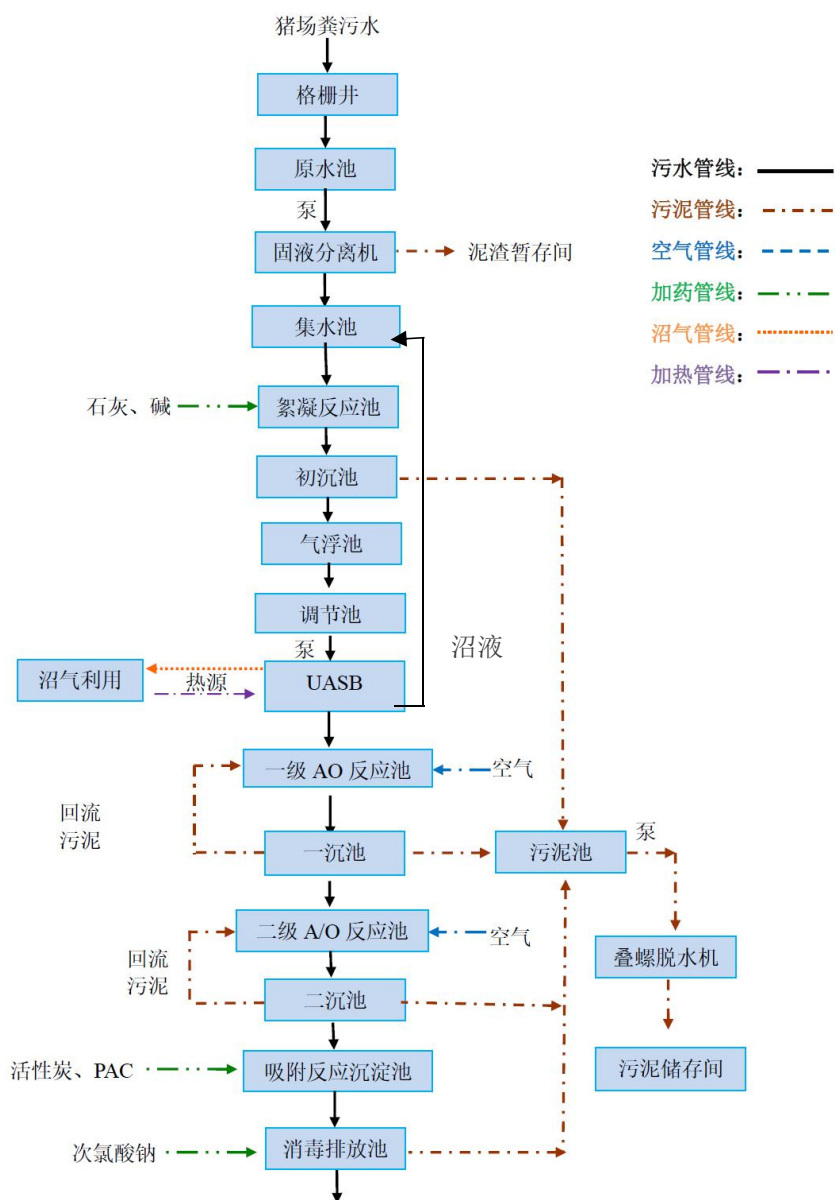 猪场粪污水
格栅井
原水池
泵
固液分离机
泥渣暂存间
集水池
石灰、碱
絮凝反应池
初沉池
气浮池
调节池
泵
沼液
沼气利用
热源
UASB
一级 AO 反应池
空气
回流
污泥
一沉池
污泥池
泵
二级 A/O 反应池
空气
叠螺脱水机
回流
污泥
二沉池
活性炭、PAC
吸附反应沉淀池
污泥储存间
次氯酸钠
消毒排放池
污水管线：
污泥管线：
空气管线：
加药管线：
沼气管线：
加热管线：